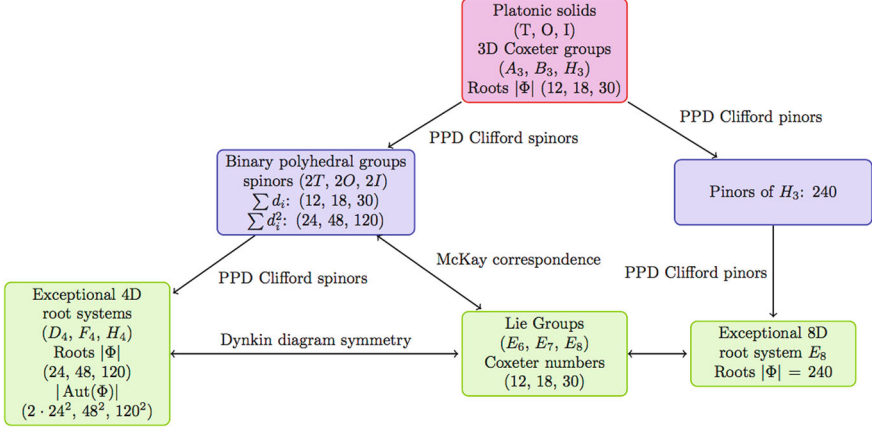 Platonic solids
(T, O, I)
3D Coxeter groups
(A₃, B₃, H₃)
Roots |Φ| (12, 18, 30)
PPD Clifford spinors
PPD Clifford pinors
Binary polyhedral groups
spinors (2T, 2O, 2I)
∑ dᵢ: (12, 18, 30)
∑ dᵢ²: (24, 48, 120)
Pinors of H₃: 240
PPD Clifford spinors
McKay correspondence
PPD Clifford pinors
Exceptional 4D
root systems
(D₄, F₄, H₄)
Roots |Φ|
(24, 48, 120)
|Aut(Φ)|
(2 · 24², 48², 120²)
Dynkin diagram symmetry
Lie Groups
(E₆, E₇, E₈)
Coxeter numbers
(12, 18, 30)
Exceptional 8D
root system E₈
Roots |Φ| = 240